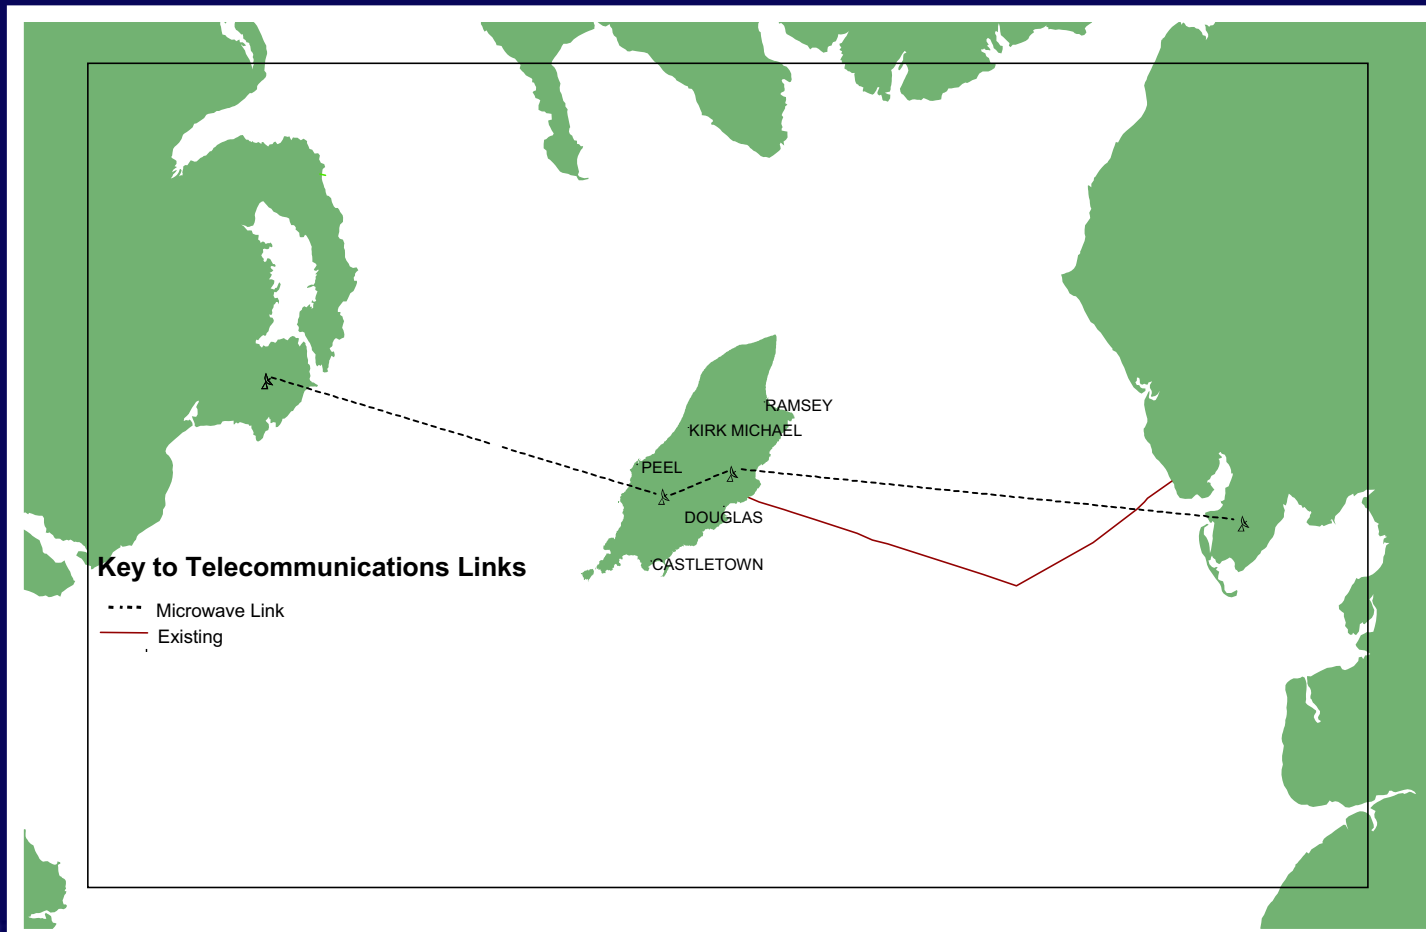 RAMSEY
KIRK MICHAEL
PEEL
DOUGLAS
CASTLETOWN
Key to Telecommunications Links
Microwave Link
Existing